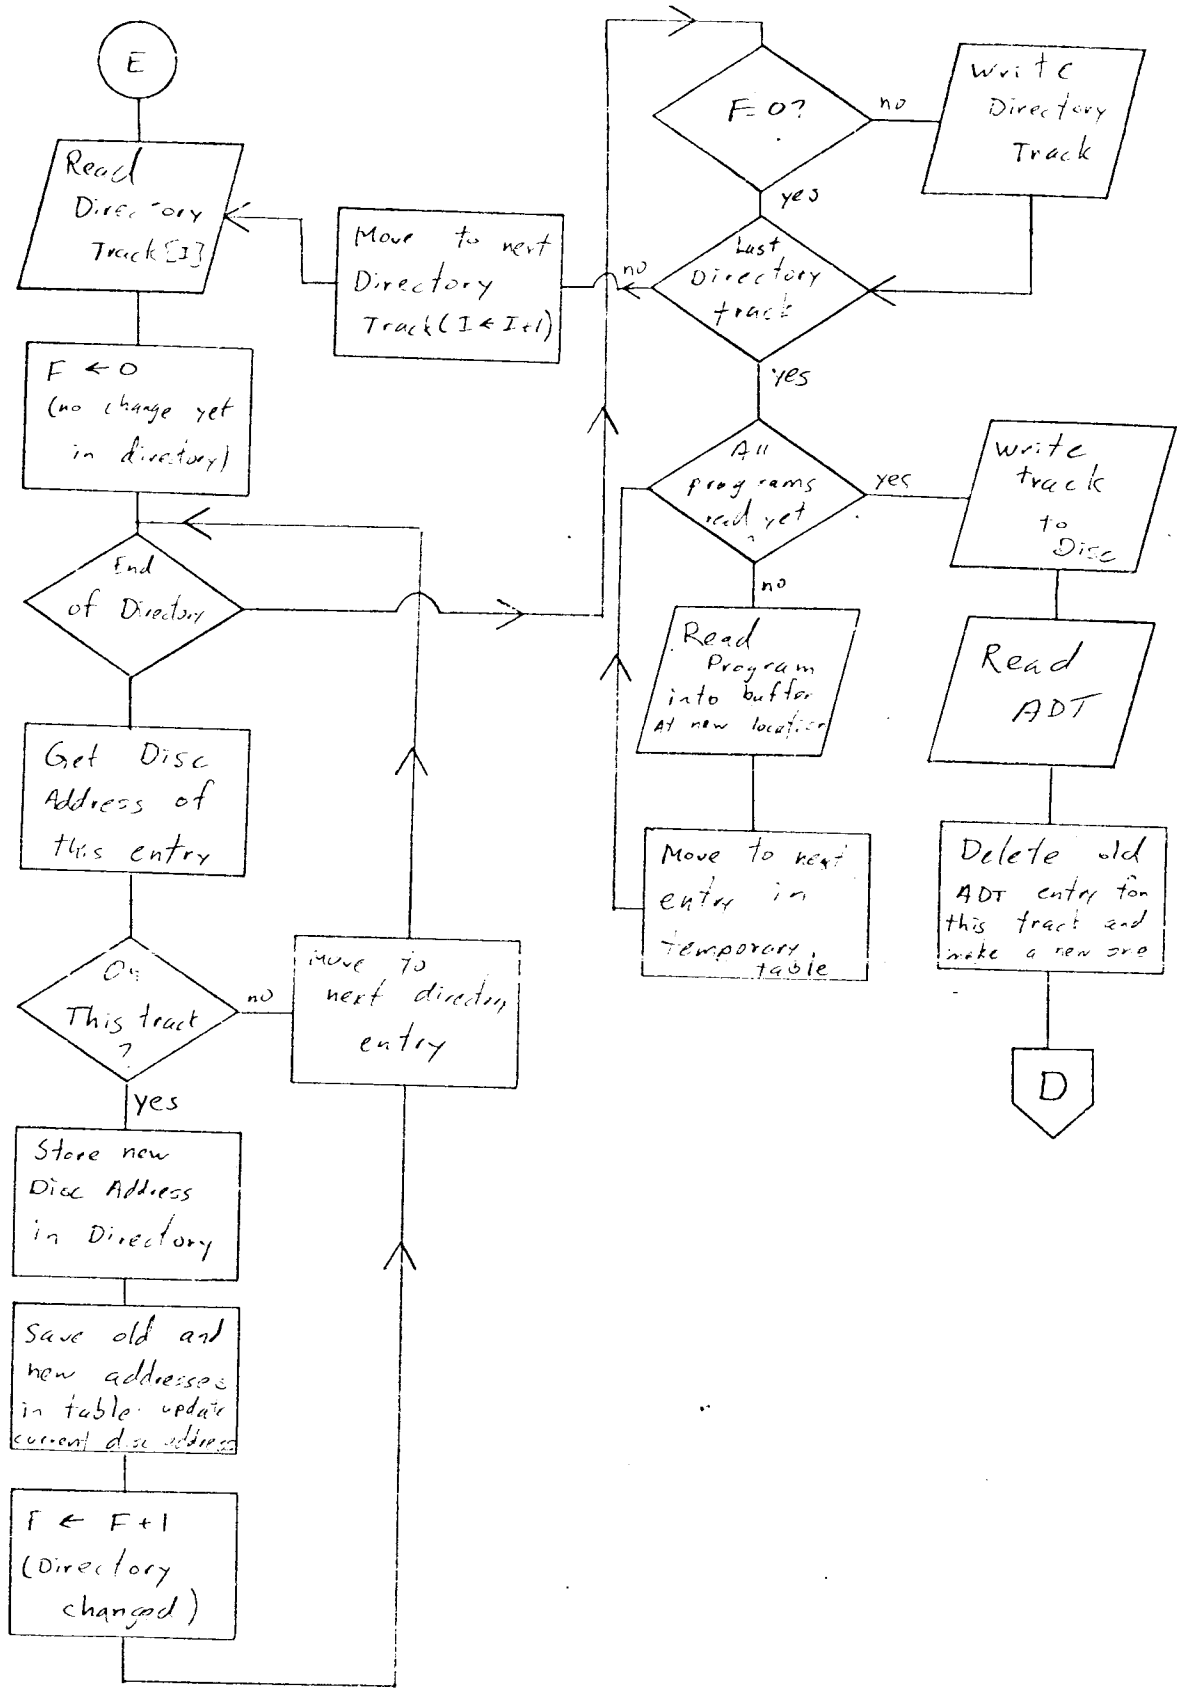 E
Read
Directory
Track[I]
F ← 0
(no change yet
in directory)
End
of Directory
Get Disc
Address of
this entry
On
This track
?
no
yes
Store new
Disc Address
in Directory
Save old and
new addresses
in table. update
current disc address
F ← F+1
(Directory
changed)
Move to
next directory
entry
Move to next
Directory
Track(I ← I+1)
F=0?
no
yes
Write
Directory
Track
Last
Directory
track
no
yes
All
programs
read yet
?
yes
no
Read
Program
into buffer
At new location
Move to next
entry in
temporary
table
write
track
to
Disc
Read
ADT
Delete old
ADT entry for
this track and
make a new one
D